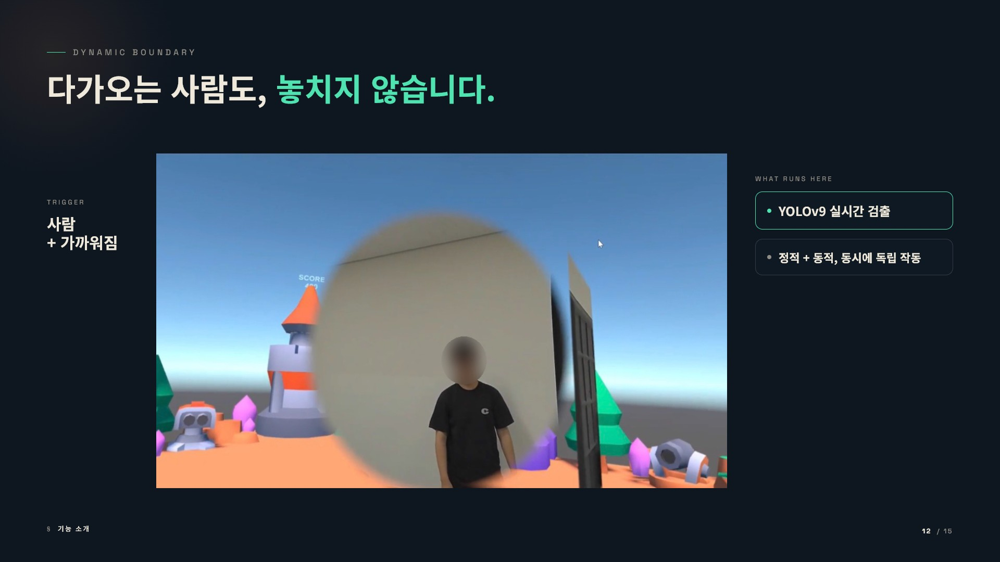 DYNAMIC BOUNDARY
다가오는 사람도, 놓치지 않습니다.
TRIGGER
사람
+ 가까워짐
SCORE
C
WHAT RUNS HERE
YOLOv9 실시간 검출
정적 + 동적, 동시에 독립 작동
§ 기능 소개
12 / 15